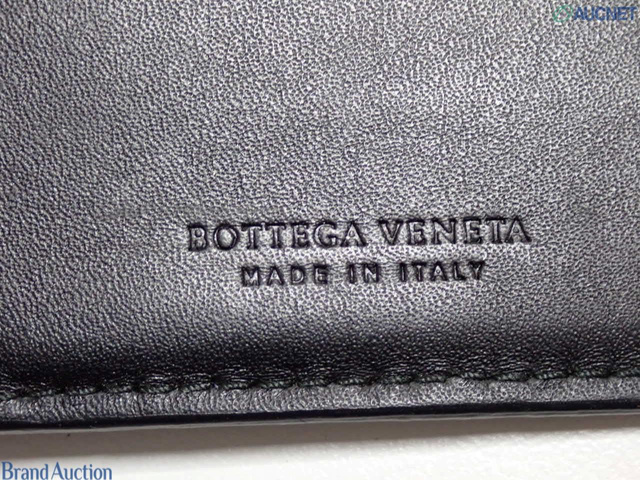 AUCNET
BOTTEGA VENETA
MADE IN ITALY
Brand Auction